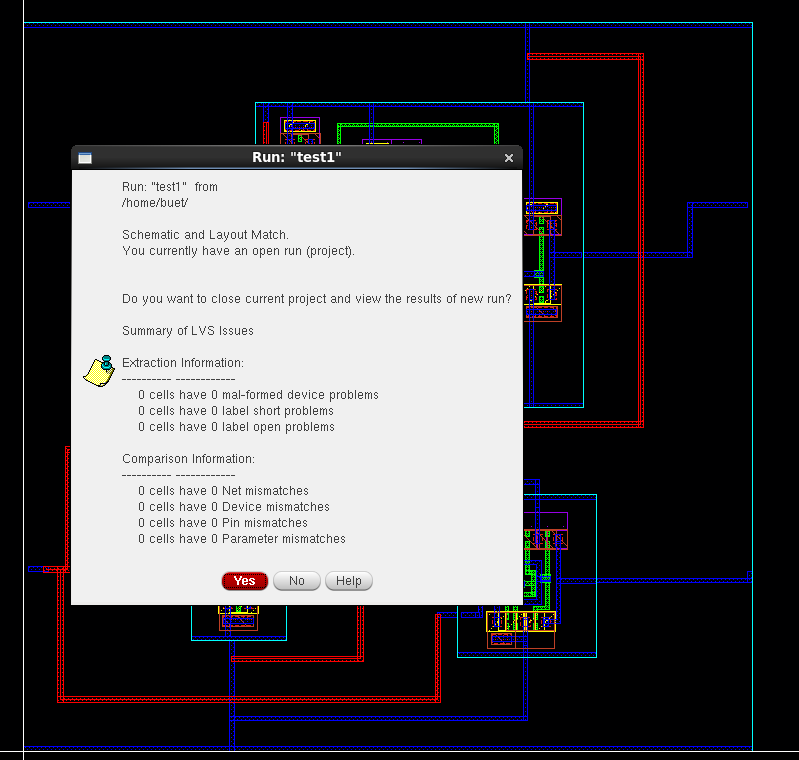 Run: "test1"
Run: "test1"  from
/home/buet/
Schematic and Layout Match.
You currently have an open run (project).
Do you want to close current project and view the results of new run?
Summary of LVS Issues
Extraction Information:
---------- ------------
0 cells have 0 mal-formed device problems
0 cells have 0 label short problems
0 cells have 0 label open problems
Comparison Information:
---------- ------------
0 cells have 0 Net mismatches
0 cells have 0 Device mismatches
0 cells have 0 Pin mismatches
0 cells have 0 Parameter mismatches
Yes No Help